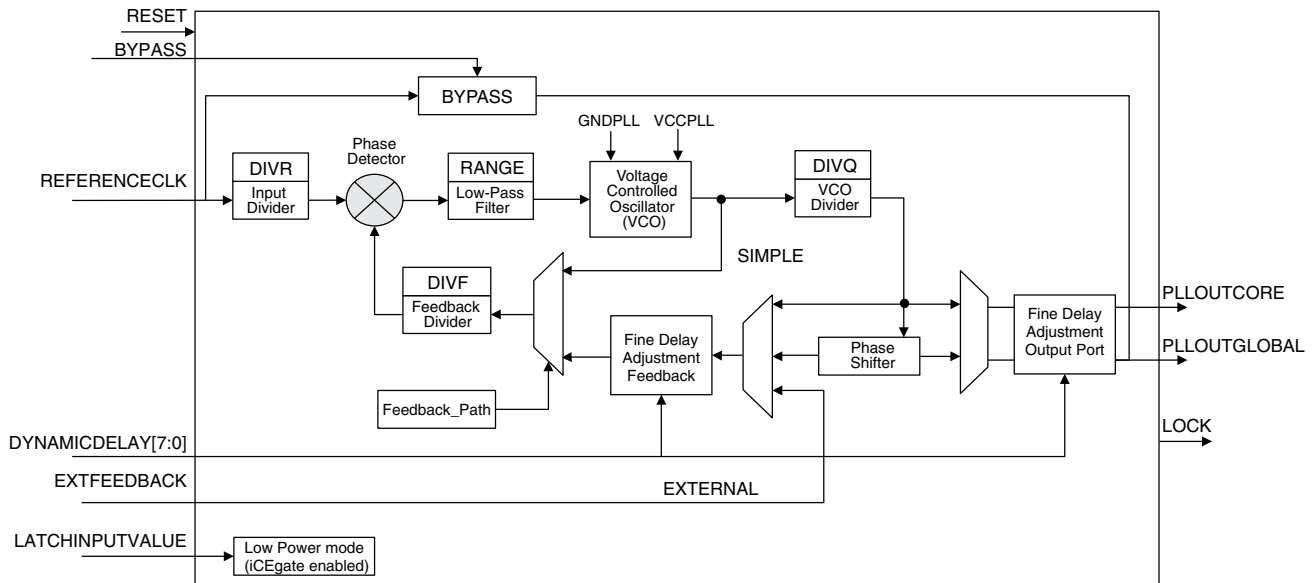 RESET
BYPASS
BYPASS
GNDPLL
VCCPLL
Phase
Detector
DIVR
Input
Divider
RANGE
Low-Pass
Filter
Voltage
Controlled
Oscillator
(VCO)
DIVQ
VCO
Divider
REFERENCECLK
SIMPLE
DIVF
Feedback
Divider
Fine Delay
Adjustment
Feedback
Phase
Shifter
Fine Delay
Adjustment
Output Port
PLLOUTCORE
PLLOUTGLOBAL
Feedback_Path
DYNAMICDELAY[7:0]
LOCK
EXTFEEDBACK
EXTERNAL
LATCHINPUTVALUE
Low Power mode
(iCEgate enabled)